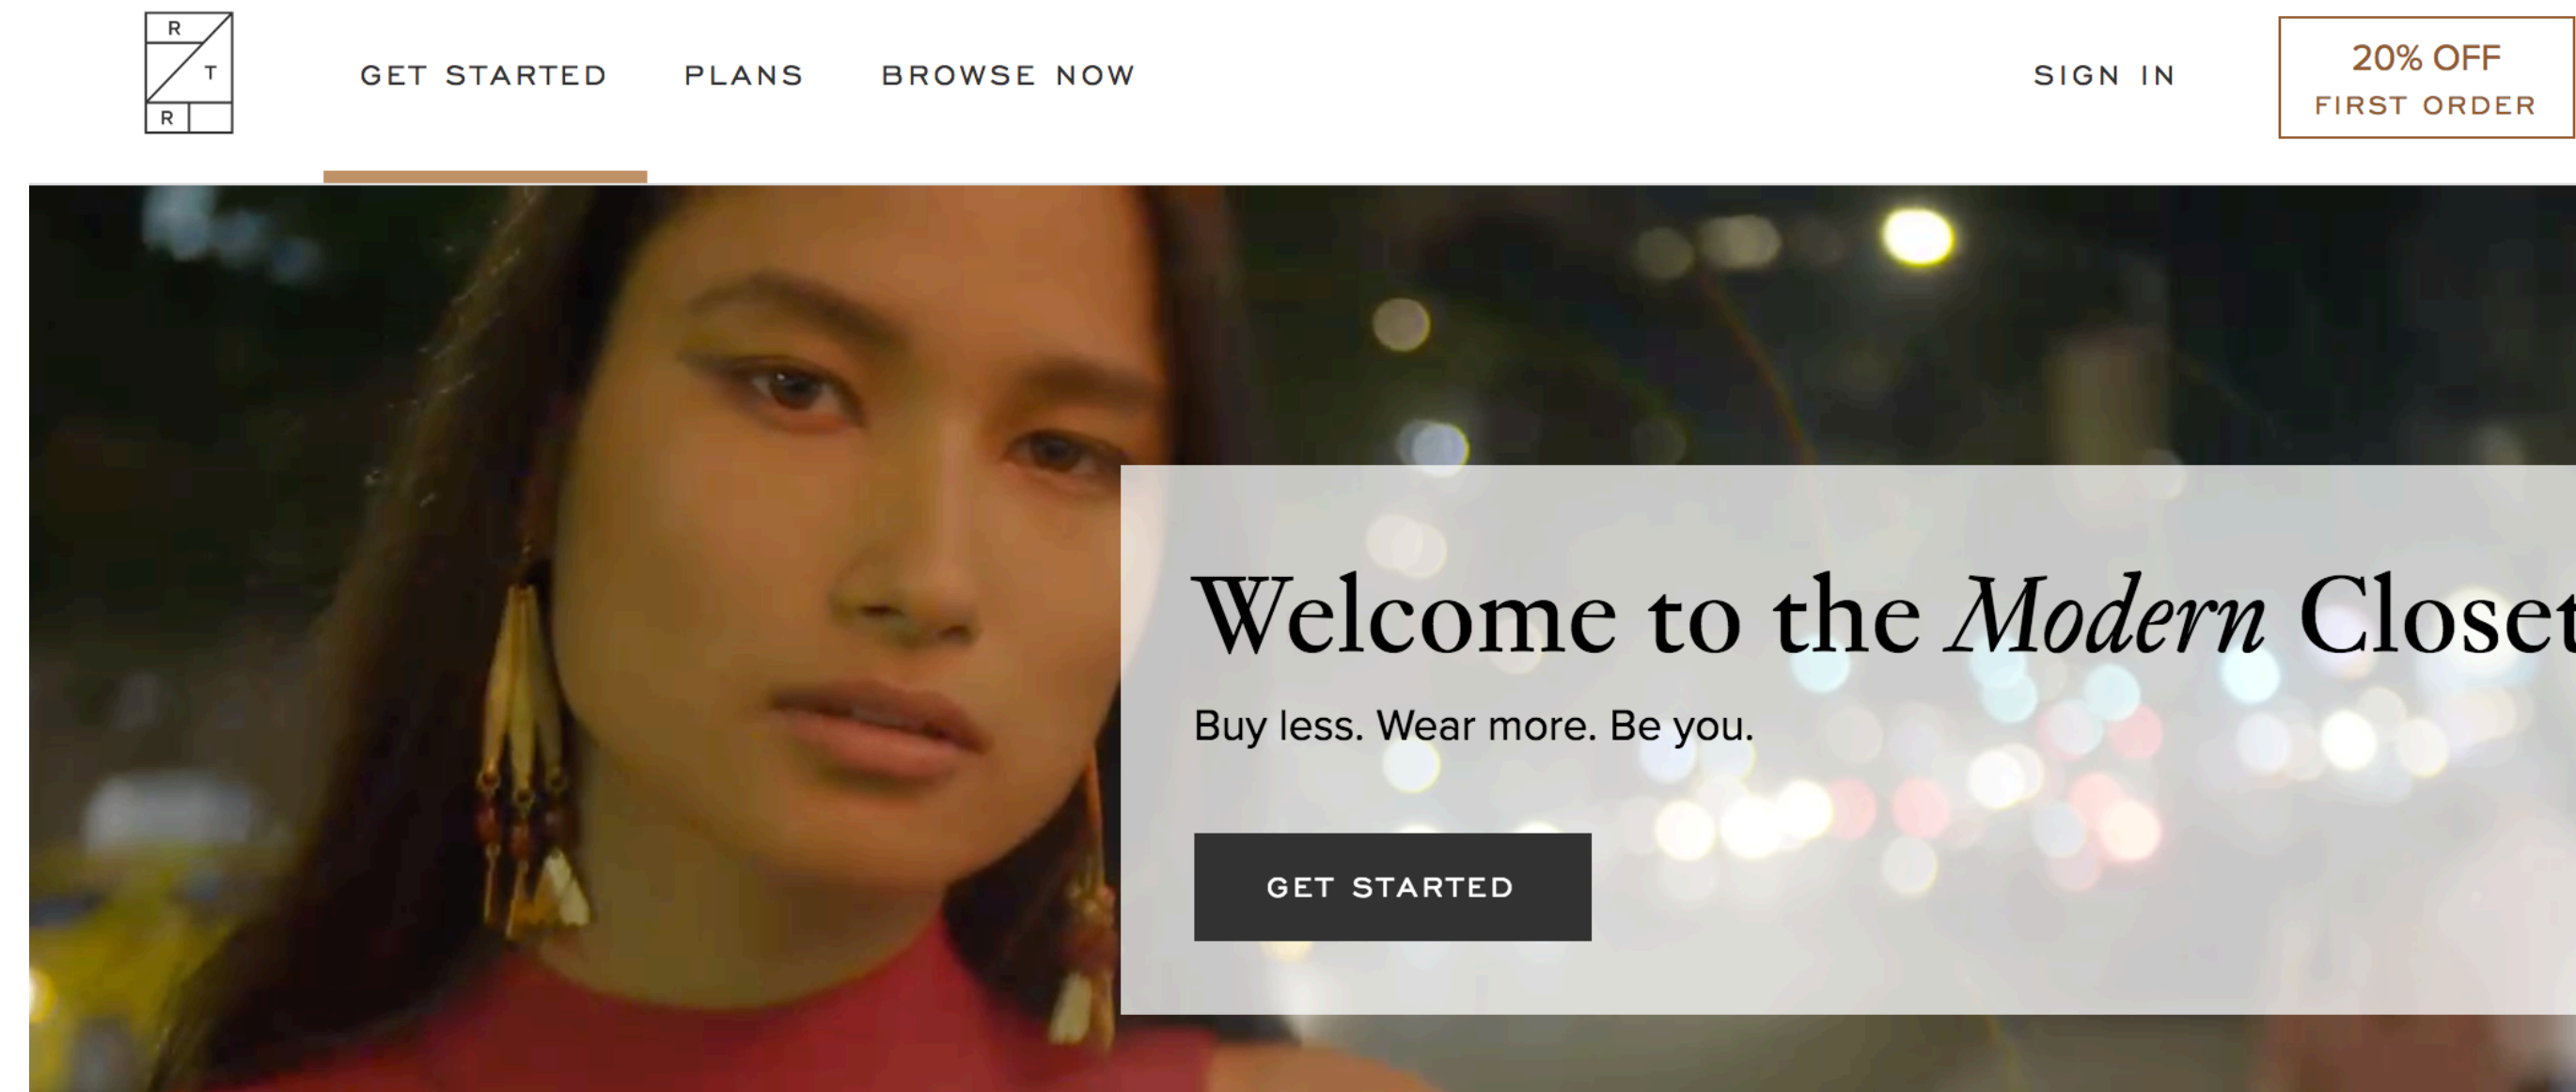 R
T
R
GET STARTED
PLANS
BROWSE NOW
SIGN IN
20% OFF
FIRST ORDER
Welcome to the Modern Closet
Buy less. Wear more. Be you.
GET STARTED